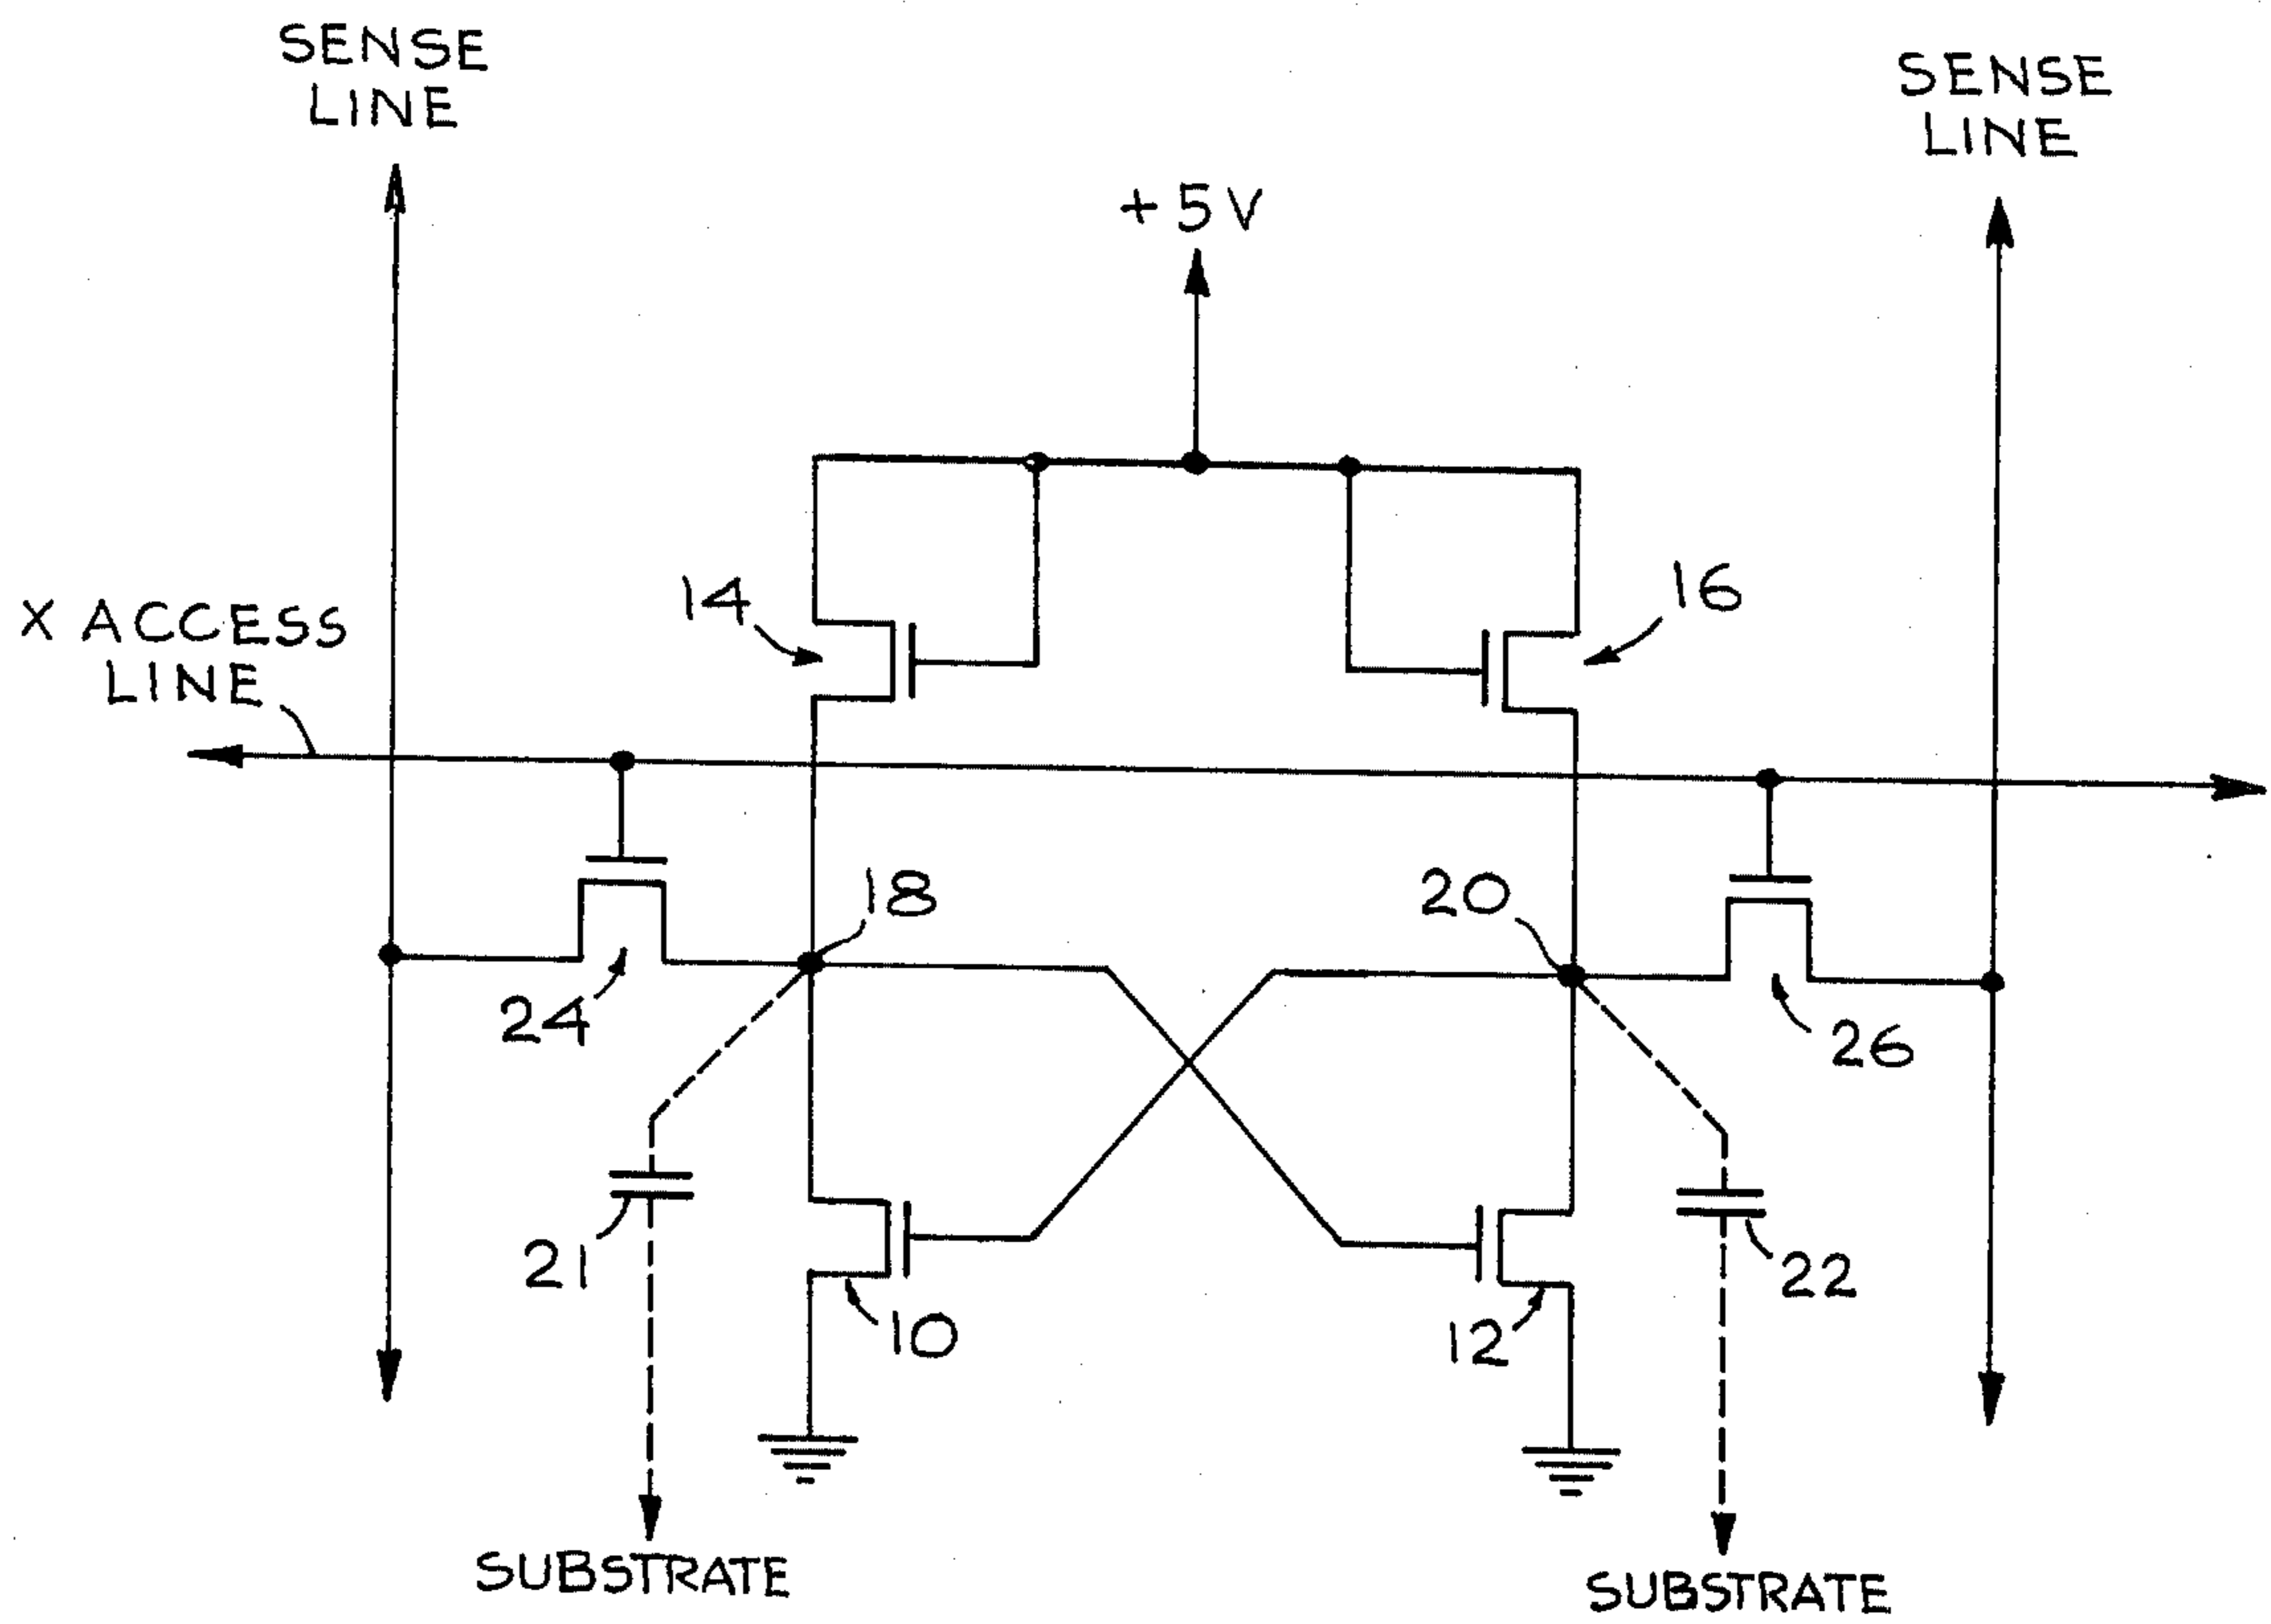 SENSE
LINE
SENSE
LINE
+5V
14
16
X ACCESS
LINE
18
20
24
26
21
22
10
12
SUBSTRATE
SUBSTRATE